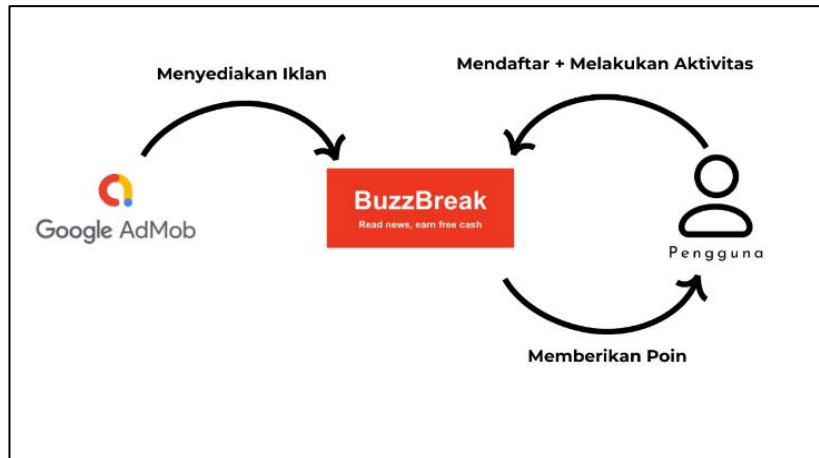 Menyediakan Iklan
Mendaftar + Melakukan Aktivitas
Google AdMob
BuzzBreak
Read news, earn free cash
Pengguna
Memberikan Poin